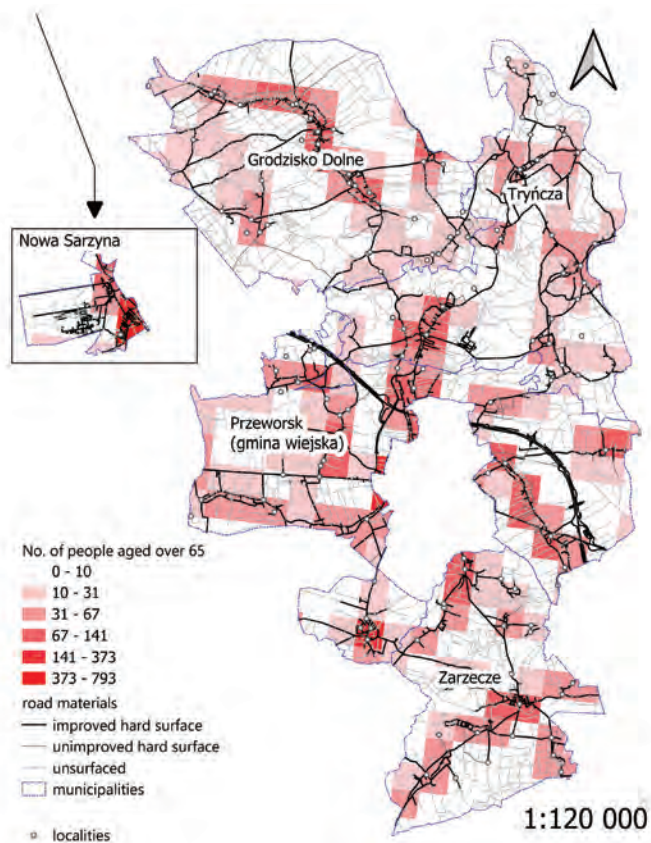 Grodzisko Dolne
Tryńcza
Nowa Sarzyna
Przeworsk
(gmina wiejska)
Zarzecze
No. of people aged over 65
0 - 10
10 - 31
31 - 67
67 - 141
141 - 373
373 - 793
road materials
improved hard surface
unimproved hard surface
unsurfaced
municipalities
localities
1:120 000